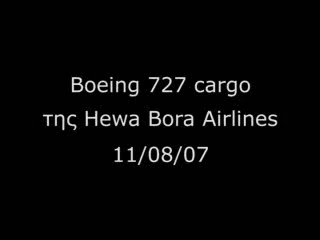 Boeing 727 cargo
της Hewa Bora Airlines
11/08/07